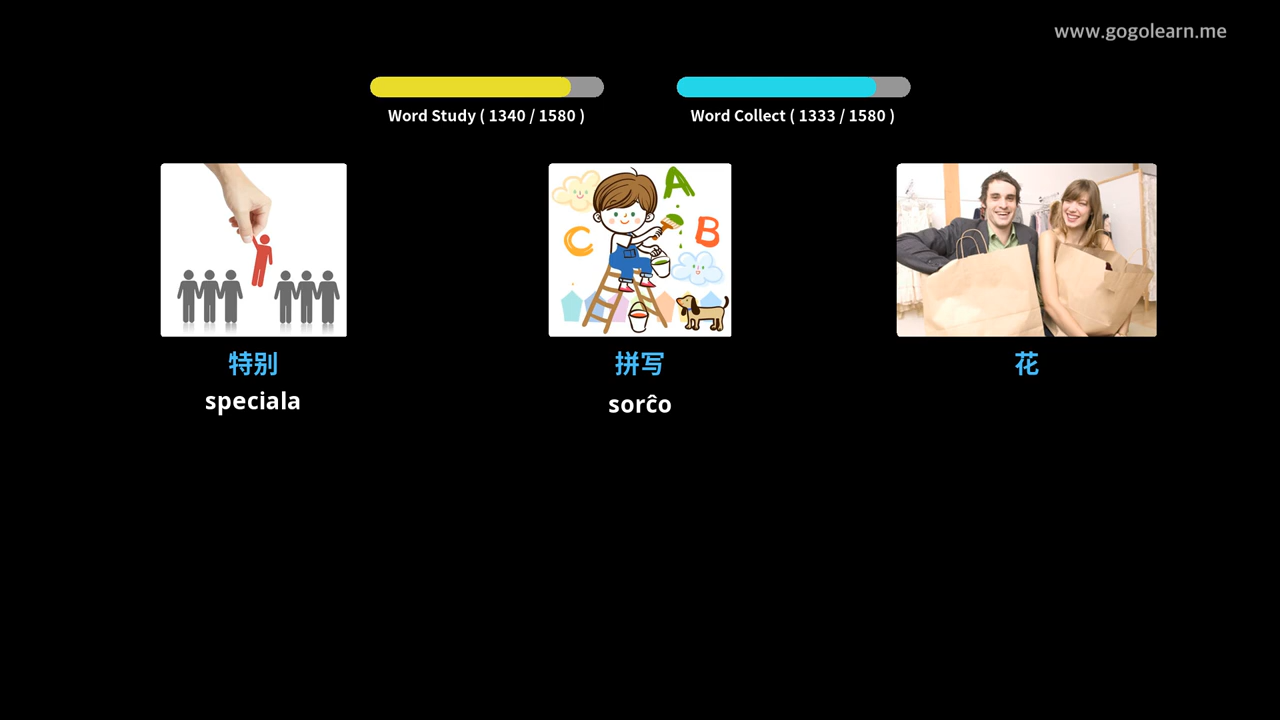 www.gogolearn.me
Word Study ( 1340 / 1580 )
Word Collect ( 1333 / 1580 )
A
B
C
特别
拼写
花
speciala
sorĉo